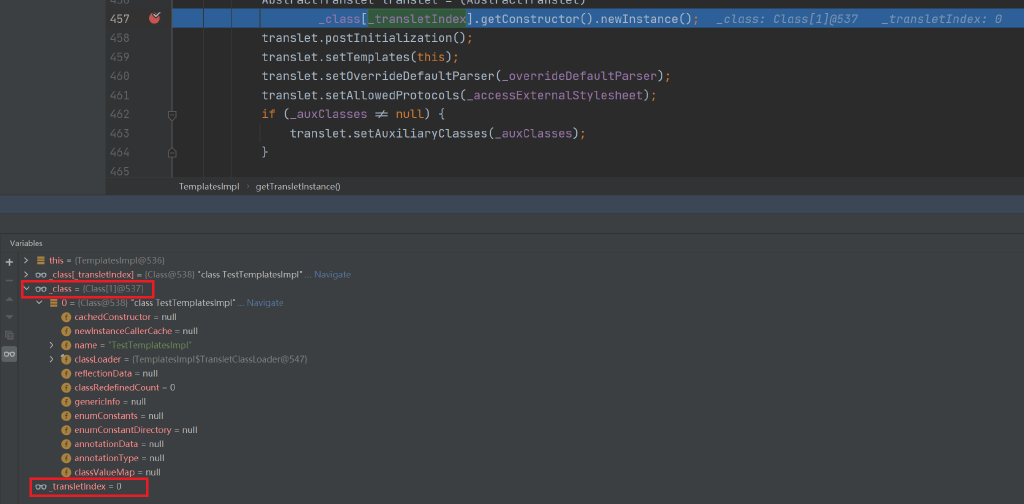 456 AbstractTranslet translet = (AbstractTranslet)
457 _class[_transletIndex].getConstructor().newInstance(); _class: Class[1]@537 _transletIndex: 0
458 translet.postInitialization();
459 translet.setTemplates(this);
460 translet.setOverrideDefaultParser(_overrideDefaultParser);
461 translet.setAllowedProtocols(_accessExternalStylesheet);
462 if (_auxClasses ≠ null) {
463 translet.setAuxiliaryClasses(_auxClasses);
464 }
465
TemplatesImpl › getTransletInstance()
Variables
this = {TemplatesImpl@536}
_class[_transletIndex] = {Class@538} "class TestTemplatesImpl" ... Navigate
_class = {Class[1]@537}
0 = {Class@538} "class TestTemplatesImpl" ... Navigate
cachedConstructor = null
newInstanceCallerCache = null
name = "TestTemplatesImpl"
classLoader = {TemplatesImpl$TransletClassLoader@547}
reflectionData = null
classRedefinedCount = 0
genericInfo = null
enumConstants = null
enumConstantDirectory = null
annotationData = null
annotationType = null
classValueMap = null
_transletIndex = 0